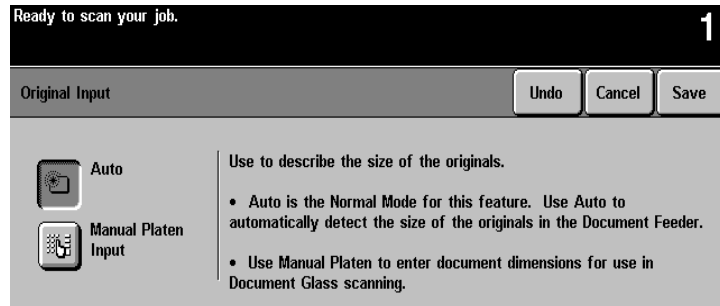 Ready to scan your job.
1
Original Input
Undo
Cancel
Save
Auto
Manual Platen
Input
Use to describe the size of the originals.
• Auto is the Normal Mode for this feature. Use Auto to
automatically detect the size of the originals in the Document Feeder.
• Use Manual Platen to enter document dimensions for use in
Document Glass scanning.